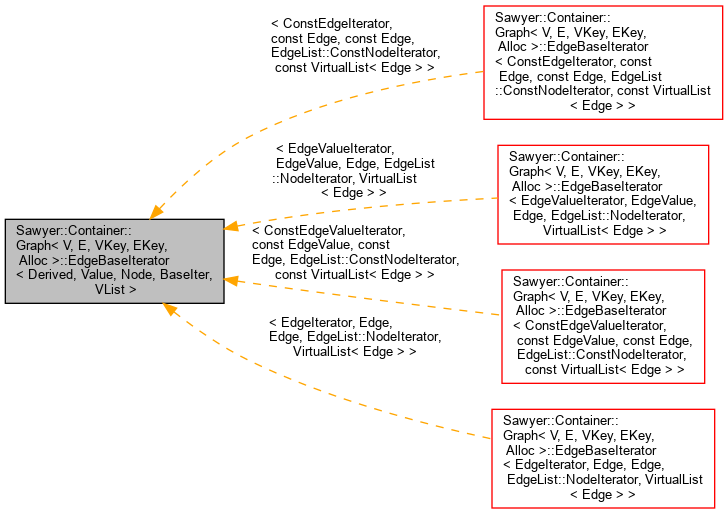 < ConstEdgeIterator,
const Edge, const Edge,
EdgeList::ConstNodeIterator,
const VirtualList< Edge > >
Sawyer::Container::
Graph< V, E, VKey, EKey,
Alloc >::EdgeBaseIterator
< ConstEdgeIterator, const
Edge, const Edge, EdgeList
::ConstNodeIterator, const VirtualList
< Edge > >
< EdgeValueIterator,
EdgeValue, Edge, EdgeList
::NodeIterator, VirtualList
< Edge > >
Sawyer::Container::
Graph< V, E, VKey, EKey,
Alloc >::EdgeBaseIterator
< EdgeValueIterator, EdgeValue,
Edge, EdgeList::NodeIterator,
VirtualList< Edge > >
Sawyer::Container::
Graph< V, E, VKey, EKey,
Alloc >::EdgeBaseIterator
< Derived, Value, Node, BaseIter,
VList >
< ConstEdgeValueIterator,
const EdgeValue, const
Edge, EdgeList::ConstNodeIterator,
const VirtualList< Edge > >
Sawyer::Container::
Graph< V, E, VKey, EKey,
Alloc >::EdgeBaseIterator
< ConstEdgeValueIterator,
const EdgeValue, const Edge,
EdgeList::ConstNodeIterator,
const VirtualList< Edge > >
< EdgeIterator, Edge,
Edge, EdgeList::NodeIterator,
VirtualList< Edge > >
Sawyer::Container::
Graph< V, E, VKey, EKey,
Alloc >::EdgeBaseIterator
< EdgeIterator, Edge, Edge,
EdgeList::NodeIterator, VirtualList
< Edge > >